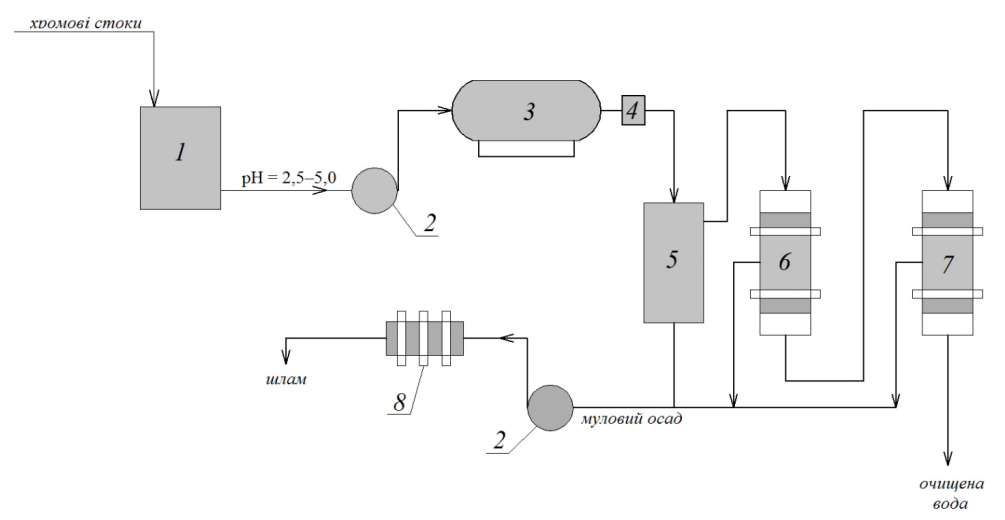 хромові стоки
1
pH = 2,5–5,0
2
3
4
5
6
7
8
шлам
2
муловий осад
очищена
вода